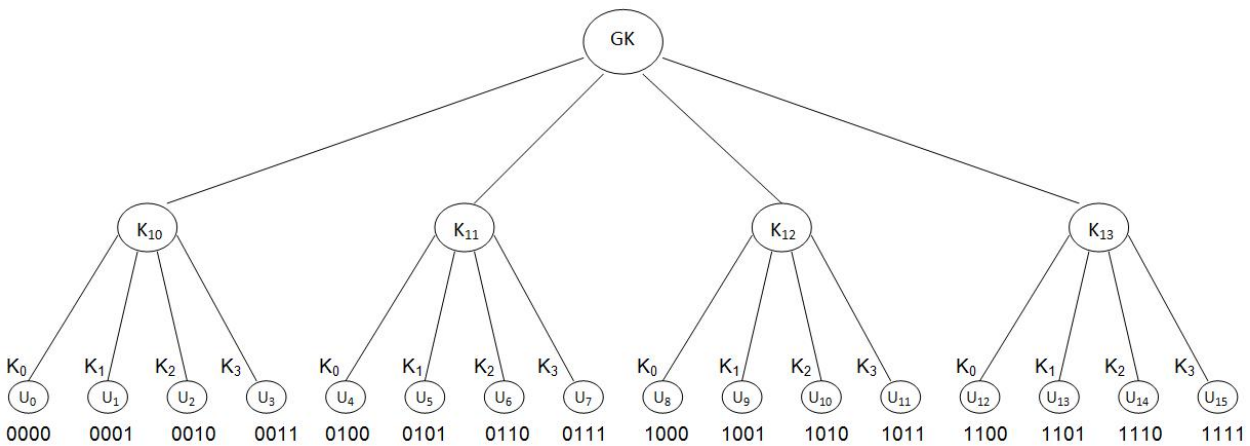 GK
K₁₀ K₁₁ K₁₂ K₁₃
K₀ K₁ K₂ K₃ K₀ K₁ K₂ K₃ K₀ K₁ K₂ K₃ K₀ K₁ K₂ K₃
U₀ U₁ U₂ U₃ U₄ U₅ U₆ U₇ U₈ U₉ U₁₀ U₁₁ U₁₂ U₁₃ U₁₄ U₁₅
0000 0001 0010 0011 0100 0101 0110 0111 1000 1001 1010 1011 1100 1101 1110 1111